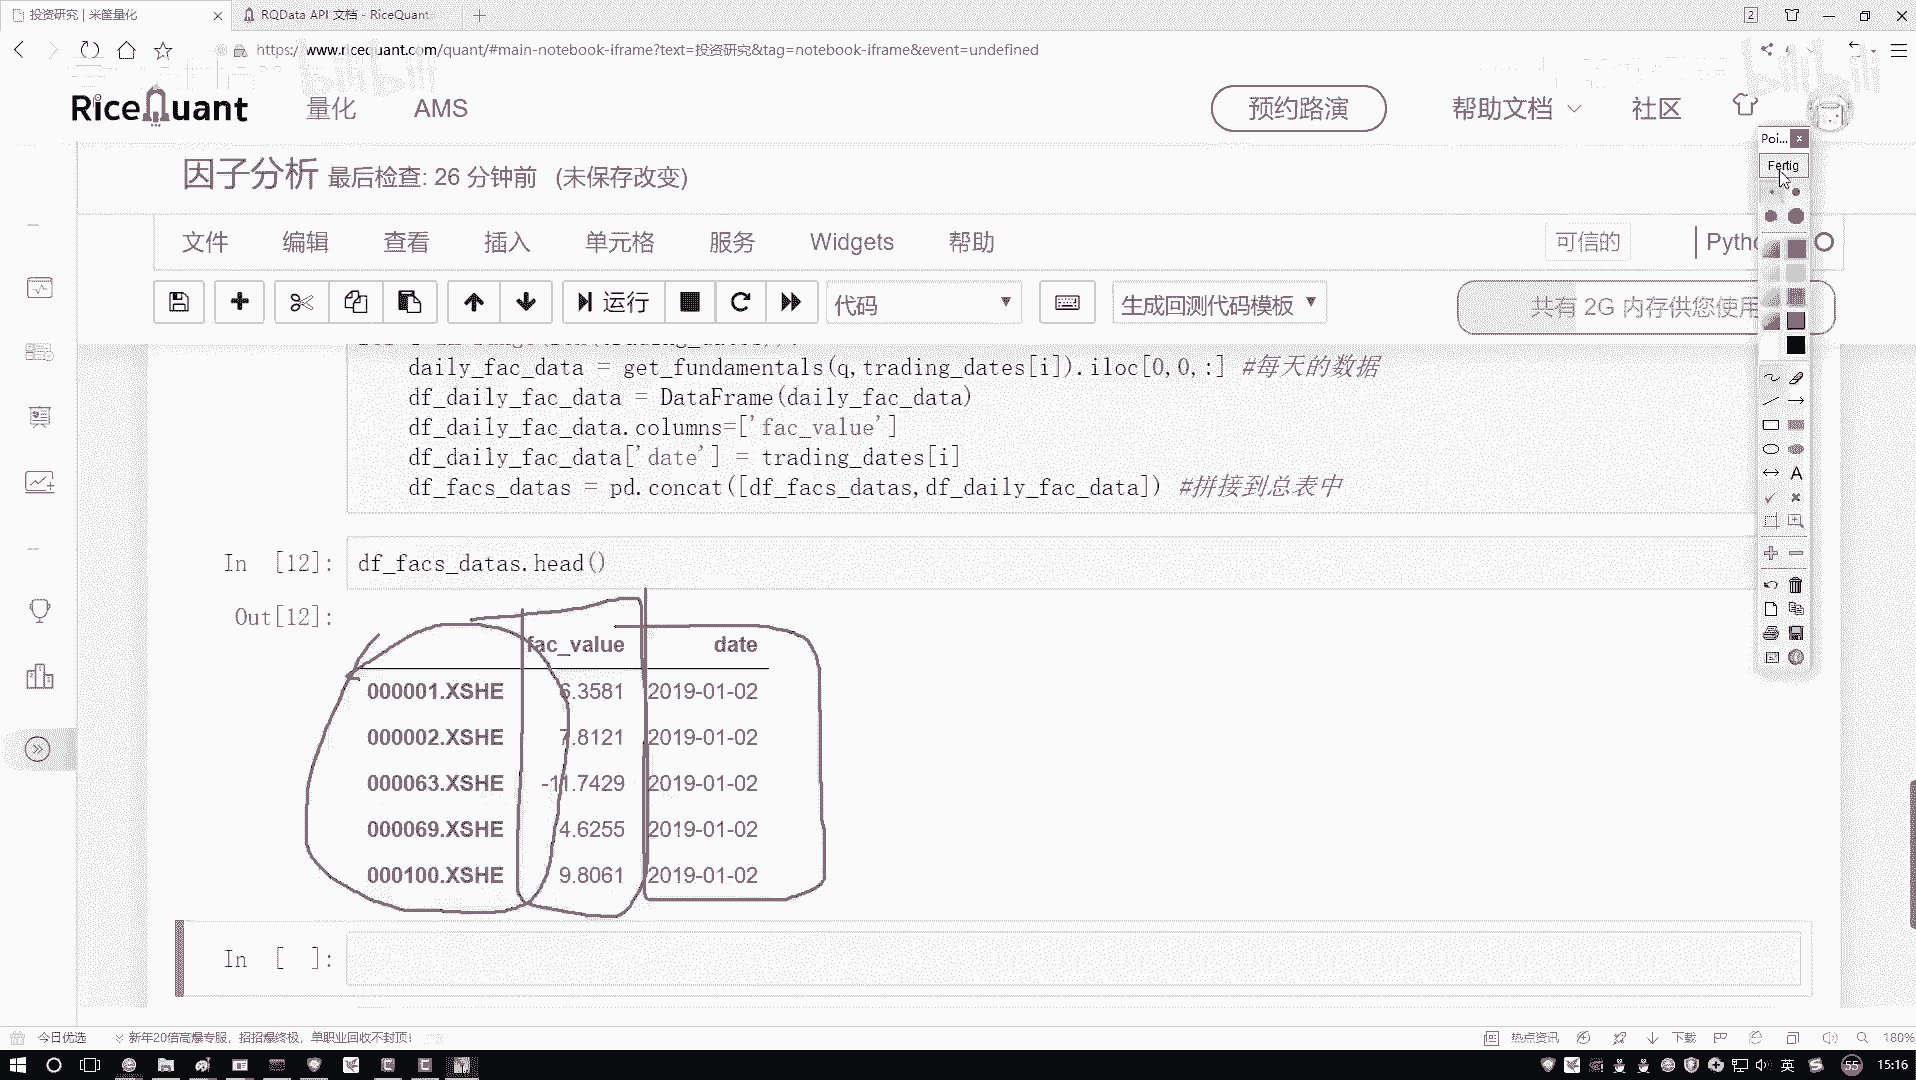 投资研究 | 米筐量化
RQData API 文档 - RiceQuant
2
https://www.ricequant.com/quant/#main-notebook-iframe?text=投资研究&tag=notebook-iframe&event=undefined
bilibili
RiceQuant
量化
AMS
预约路演
帮助文档
社区
Poi...
Fertig
因子分析 最后检查: 26 分钟前 (未保存改变)
文件
编辑
查看
插入
单元格
服务
Widgets
帮助
可信的
运行
代码
生成回测代码模板
共有 2G 内存供您使用
daily_fac_data = get_fundamentals(q,trading_dates[i]).iloc[0,0,:] #每天的数据
df_daily_fac_data = DataFrame(daily_fac_data)
df_daily_fac_data.columns=['fac_value']
df_daily_fac_data['date'] = trading_dates[i]
df_facs_datas = pd.concat([df_facs_datas,df_daily_fac_data]) #拼接到总表中
In [12]:
df_facs_datas.head()
Out[12]:
fac_value date
000001.XSHE 6.3581 2019-01-02
000002.XSHE 7.8121 2019-01-02
000063.XSHE -11.7429 2019-01-02
000069.XSHE 4.6255 2019-01-02
000100.XSHE 9.8061 2019-01-02
In [ ]:
今日优选
新年20倍高爆专服，招招爆终极，单职业回收不封顶!
热点资讯
下载
180%
英
55
15:16